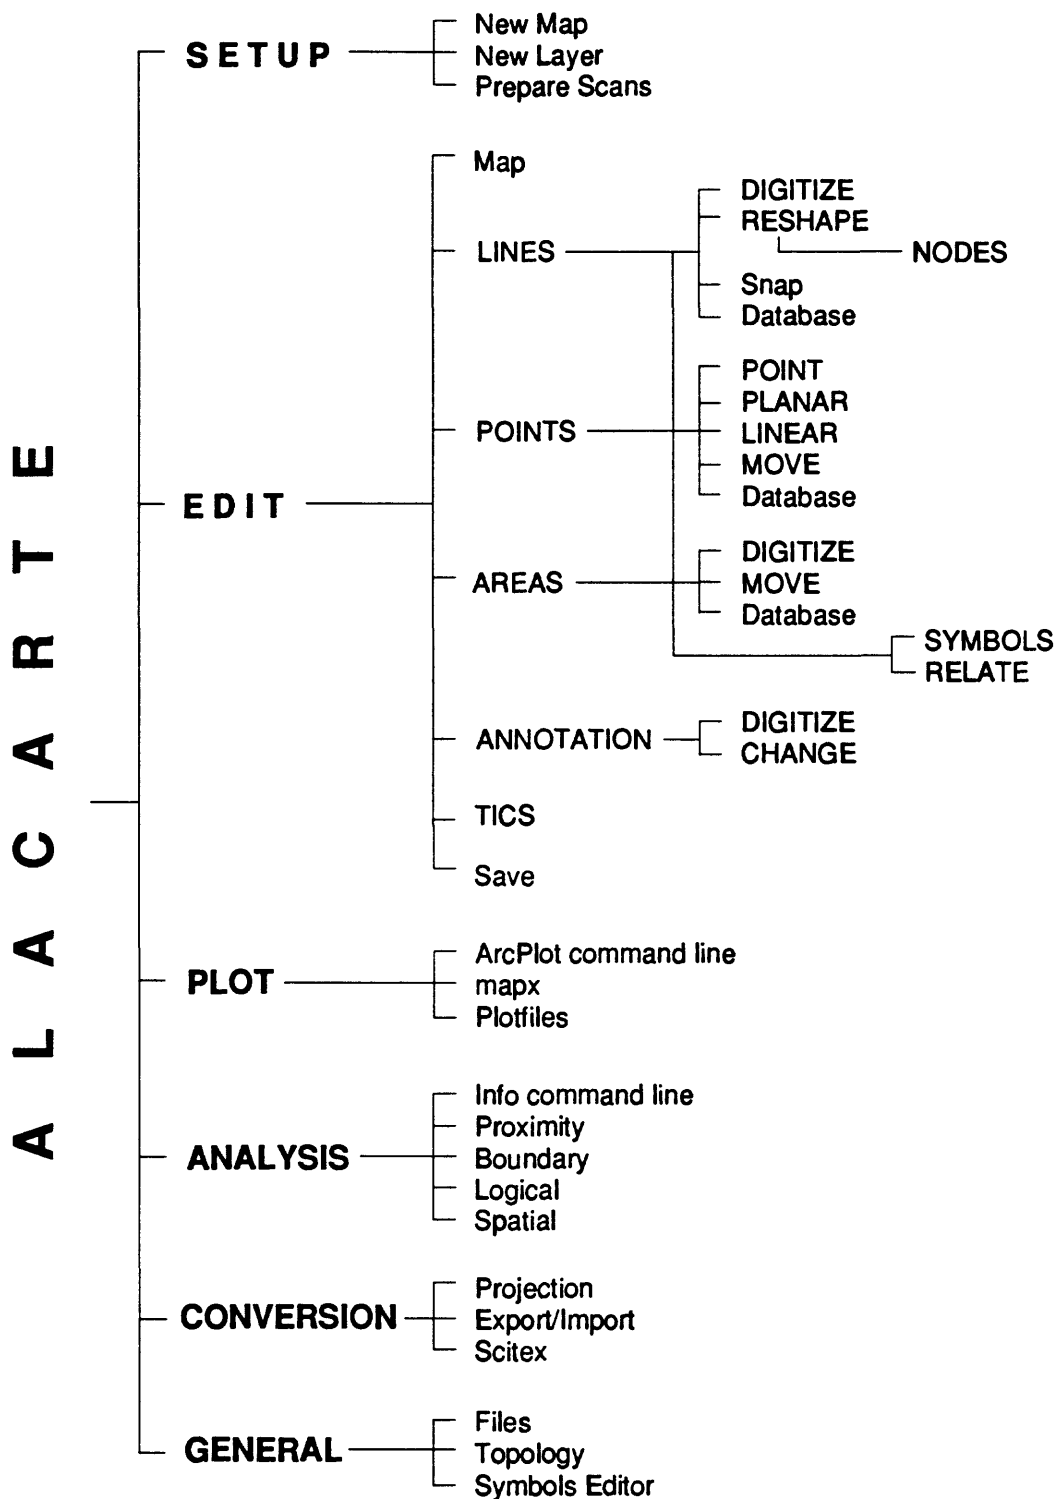 A L A C A R T E
S E T U P
New Map
New Layer
Prepare Scans
E D I T
Map
LINES
DIGITIZE
RESHAPE
NODES
Snap
Database
POINTS
POINT
PLANAR
LINEAR
MOVE
Database
AREAS
DIGITIZE
MOVE
Database
SYMBOLS
RELATE
ANNOTATION
DIGITIZE
CHANGE
TICS
Save
PLOT
ArcPlot command line
mapx
Plotfiles
ANALYSIS
Info command line
Proximity
Boundary
Logical
Spatial
CONVERSION
Projection
Export/Import
Scitex
GENERAL
Files
Topology
Symbols Editor